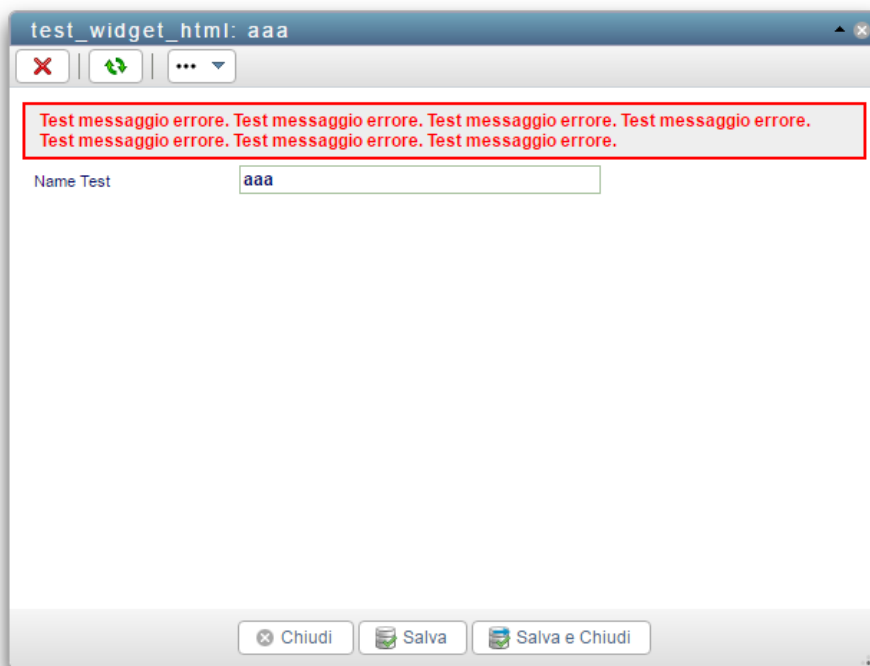 test_widget_html: aaa
Test messaggio errore. Test messaggio errore. Test messaggio errore. Test messaggio errore.
Test messaggio errore. Test messaggio errore. Test messaggio errore.
Name Test aaa
Chiudi Salva Salva e Chiudi